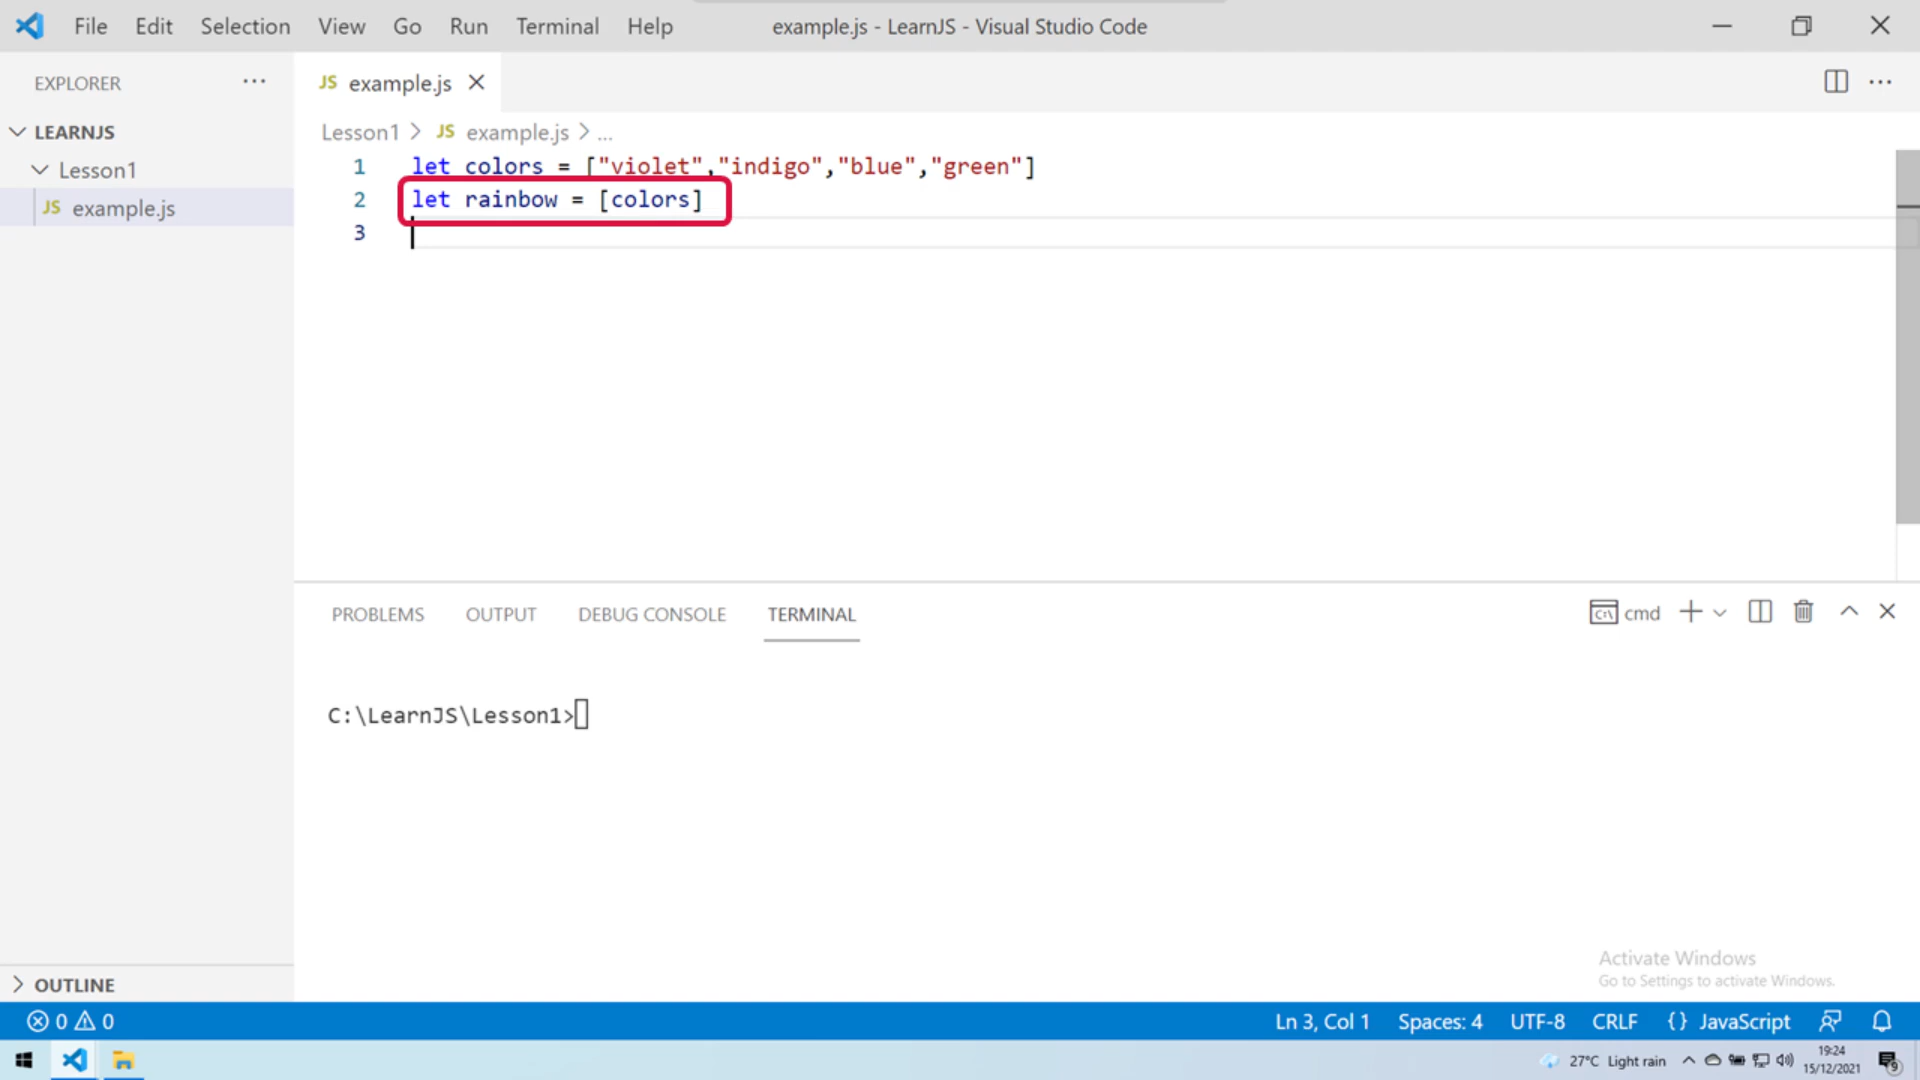 File Edit Selection View Go Run Terminal Help example.js - LearnJS - Visual Studio Code
EXPLORER ...
JS example.js
LEARNJS
Lesson1 > JS example.js > ...
Lesson1
JS example.js
1 let colors = ["violet","indigo","blue","green"]
2 let rainbow = [colors]
3
PROBLEMS OUTPUT DEBUG CONSOLE TERMINAL
cmd
C:\LearnJS\Lesson1>
Activate Windows
Go to Settings to activate Windows.
OUTLINE
0 0 Ln 3, Col 1 Spaces: 4 UTF-8 CRLF {} JavaScript
27°C Light rain
19:24
15/12/2021
9